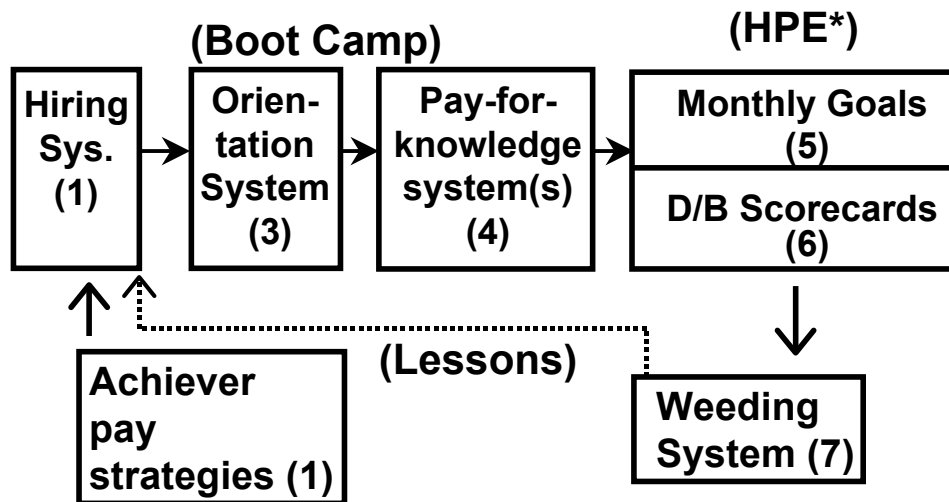 (Boot Camp)
(HPE*)
Hiring
Sys.
(1)
Orien-
tation
System
(3)
Pay-for-
knowledge
system(s)
(4)
Monthly Goals
(5)
D/B Scorecards
(6)
(Lessons)
Achiever
pay
strategies (1)
Weeding
System (7)